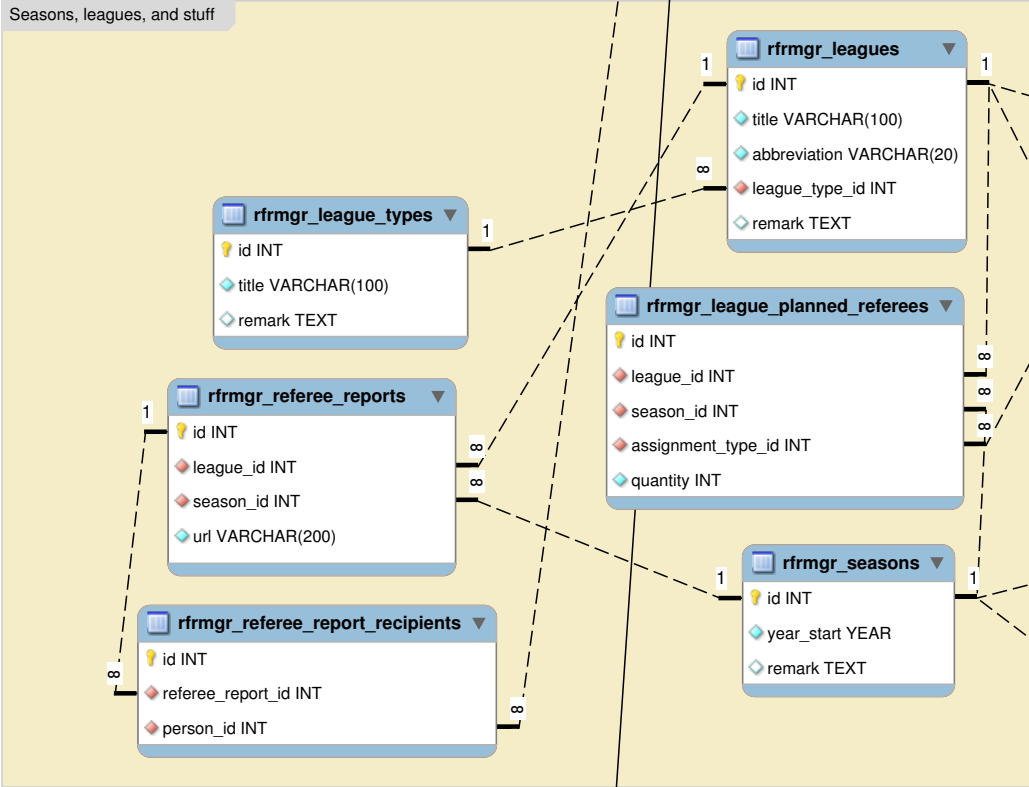 Seasons, leagues, and stuff
rfrmgr_leagues
1
1
id INT
title VARCHAR(100)
abbreviation VARCHAR(20)
∞
league_type_id INT
remark TEXT
rfrmgr_league_types
1
id INT
title VARCHAR(100)
remark TEXT
rfrmgr_league_planned_referees
id INT
league_id INT
∞
season_id INT
∞
assignment_type_id INT
∞
quantity INT
rfrmgr_referee_reports
1
id INT
league_id INT
∞
season_id INT
∞
url VARCHAR(200)
rfrmgr_seasons
1
1
id INT
year_start YEAR
remark TEXT
rfrmgr_referee_report_recipients
id INT
∞
referee_report_id INT
person_id INT
∞